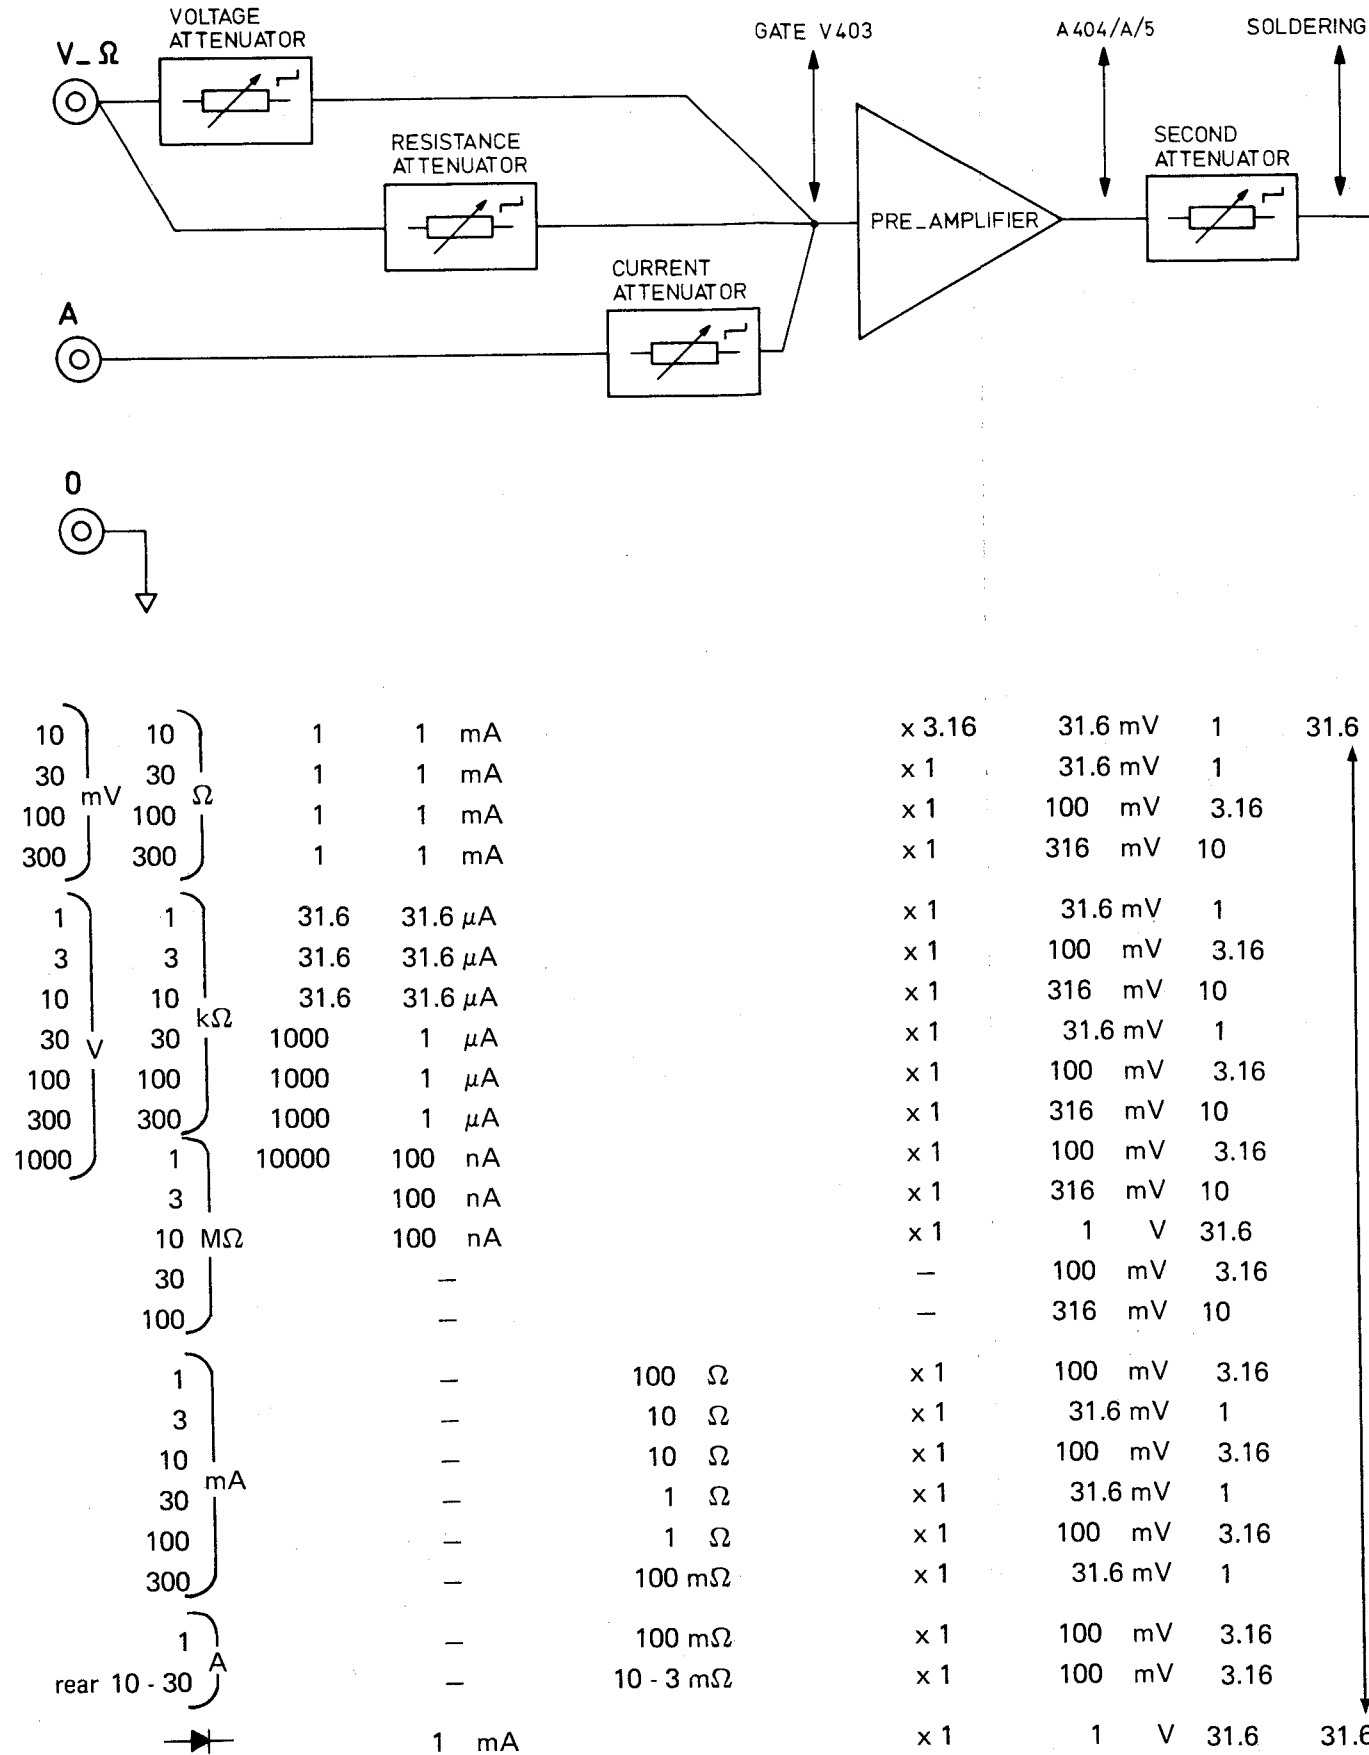 VOLTAGE
ATTENUATOR
GATE V403
A404/A/5
SOLDERING
V_Ω
RESISTANCE
ATTENUATOR
SECOND
ATTENUATOR
PRE_AMPLIFIER
CURRENT
ATTENUATOR
A
0
10 10 1 1 mA x 3.16 31.6 mV 1 31.6
30 30 1 1 mA x 1 31.6 mV 1
mV Ω
100 100 1 1 mA x 1 100 mV 3.16
300 300 1 1 mA x 1 316 mV 10
1 1 31.6 31.6 µA x 1 31.6 mV 1
3 3 31.6 31.6 µA x 1 100 mV 3.16
10 10 31.6 31.6 µA x 1 316 mV 10
kΩ
30 V 30 1000 1 µA x 1 31.6 mV 1
100 100 1000 1 µA x 1 100 mV 3.16
300 300 1000 1 µA x 1 316 mV 10
1000 1 10000 100 nA x 1 100 mV 3.16
3 100 nA x 1 316 mV 10
10 MΩ 100 nA x 1 1 V 31.6
30 – – 100 mV 3.16
100 – – 316 mV 10
1 – 100 Ω x 1 100 mV 3.16
3 – 10 Ω x 1 31.6 mV 1
10 – 10 Ω x 1 100 mV 3.16
mA
30 – 1 Ω x 1 31.6 mV 1
100 – 1 Ω x 1 100 mV 3.16
300 – 100 mΩ x 1 31.6 mV 1
1 – 100 mΩ x 1 100 mV 3.16
A
rear 10 - 30 – 10 - 3 mΩ x 1 100 mV 3.16
1 mA x 1 1 V 31.6 31.6